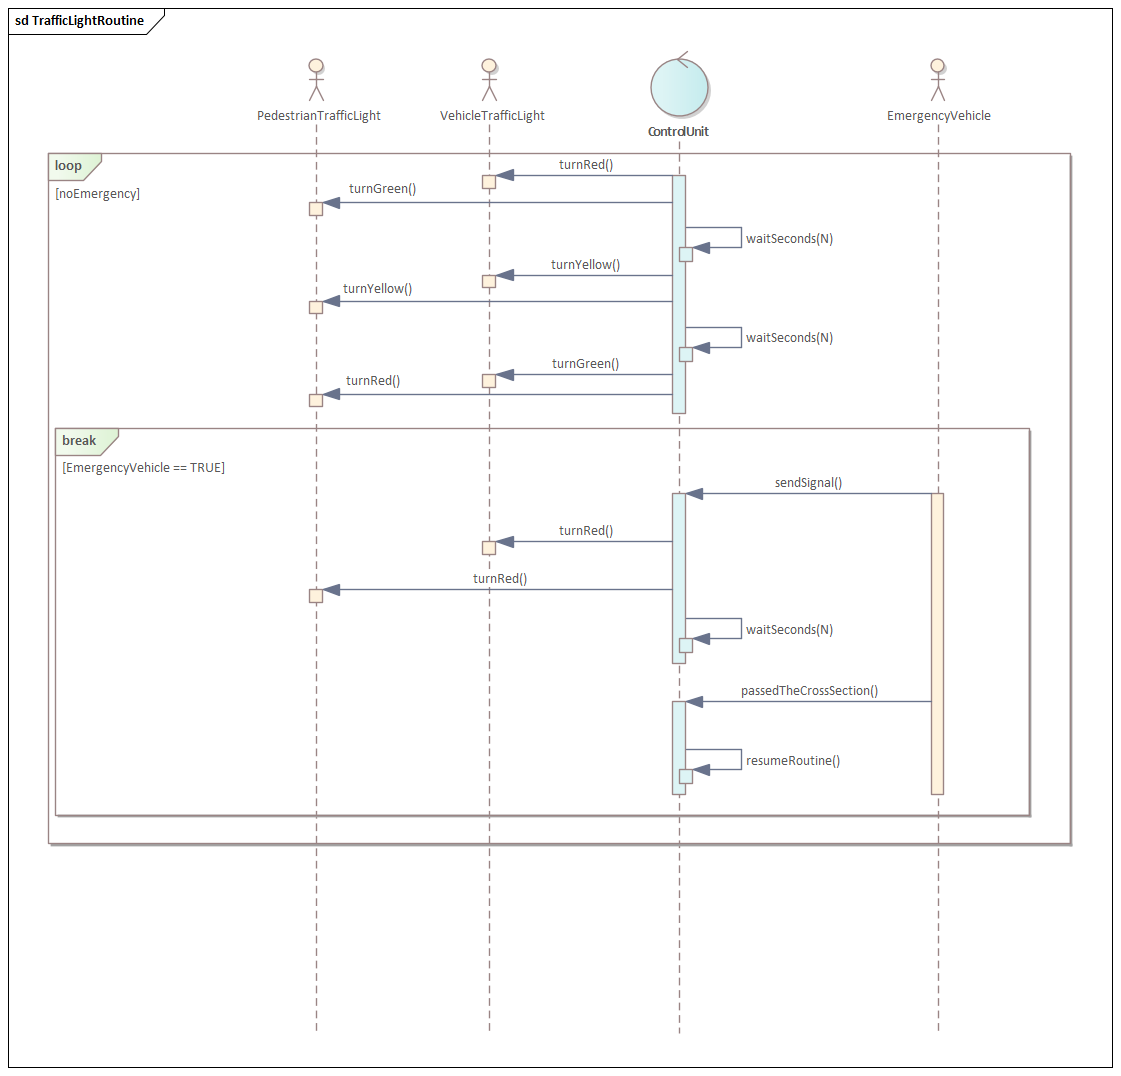 sd TrafficLightRoutine
PedestrianTrafficLight
VehicleTrafficLight
ControlUnit
EmergencyVehicle
loop
[noEmergency]
turnRed()
turnGreen()
waitSeconds(N)
turnYellow()
turnYellow()
waitSeconds(N)
turnGreen()
turnRed()
break
[EmergencyVehicle == TRUE]
sendSignal()
turnRed()
turnRed()
waitSeconds(N)
passedTheCrossSection()
resumeRoutine()